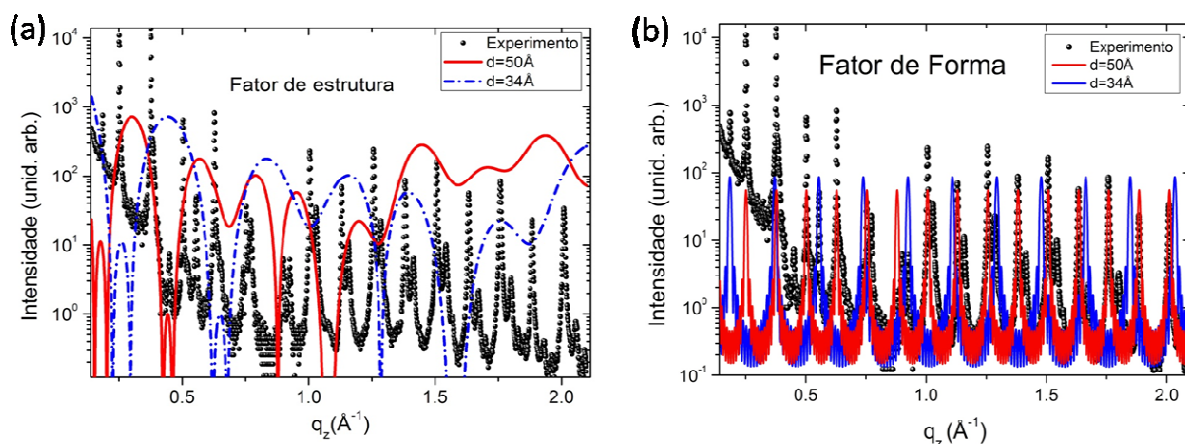 (a)
10⁴
10³
10²
10¹
10⁰
Intensidade (unid. arb.)
Experimento
d=50Å
d=34Å
Fator de estrutura
0.5
1.0
1.5
2.0
q_z(Å⁻¹)
(b)
10⁴
10³
10²
10¹
10⁰
10⁻¹
Intensidade (unid. arb.)
Experimento
d=50Å
d=34Å
Fator de Forma
0.5
1.0
1.5
2.0
q_z(Å⁻¹)